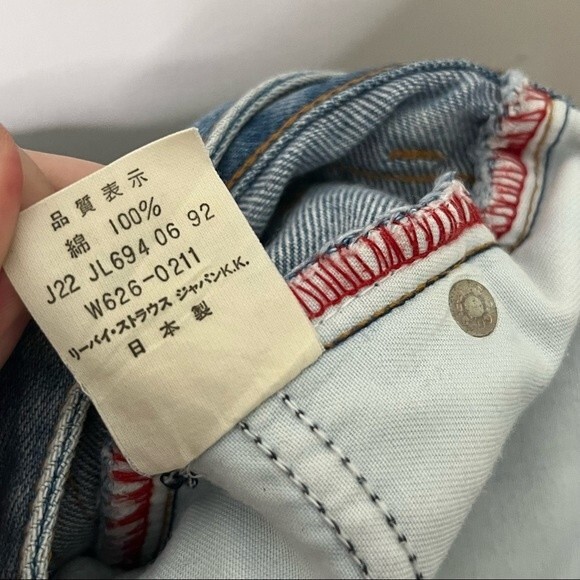 品質表示
綿 100%
J22 JL694 06 92
W626-0211
リーバイ・ストラウス ジャパンK.K.
日本製